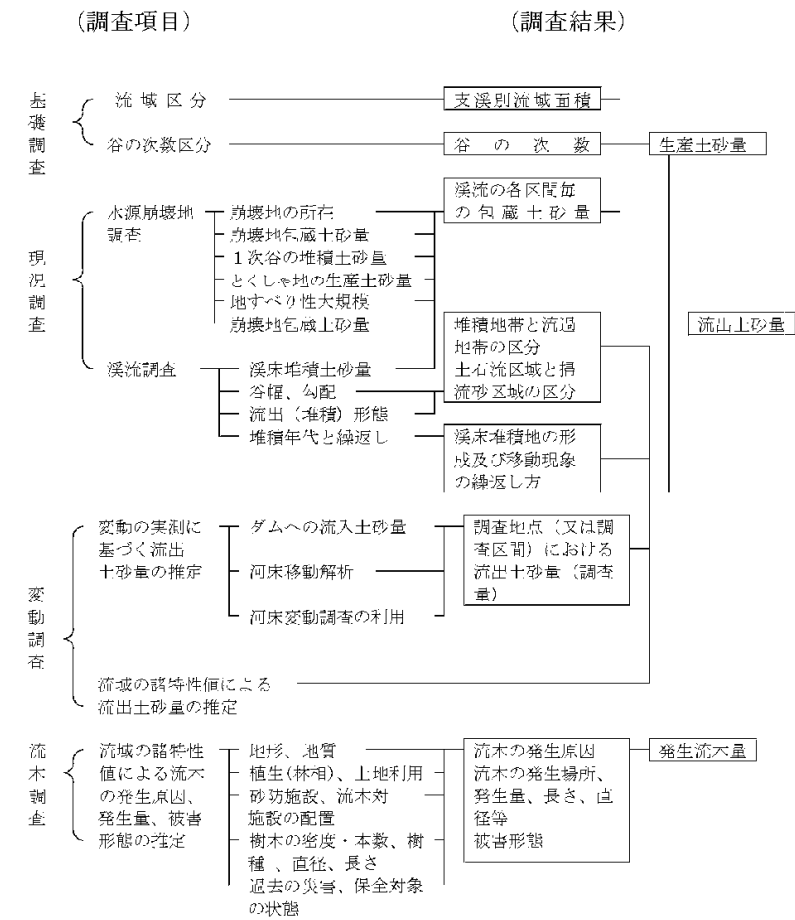 (調査項目)
(調査結果)
基礎調査
流域区分
支渓別流域面積
谷の次数区分
谷の次数
生産土砂量
現況調査
水源崩壊地
調査
崩壊地の所在
崩壊地包蔵土砂量
1次谷の堆積土砂量
とくしゃ地の生産土砂量
地すべり性大規模
崩壊地包蔵土砂量
渓流の各区間毎
の包蔵土砂量
渓流調査
渓床堆積土砂量
谷幅、勾配
流出(堆積)形態
堆積年代と繰返し
堆積地帯と流過
地帯の区分
土石流区域と掃
流砂区域の区分
渓床堆積地の形
成及び移動現象
の繰返し方
流出土砂量
変動調査
変動の実測に
基づく流出
土砂量の推定
ダムへの流入土砂量
河床移動解析
河床変動調査の利用
調査地点(又は調
査区間)における
流出土砂量(調査
量)
流域の諸特性値による
流出土砂量の推定
流木調査
流域の諸特性
値による流木
の発生原因、
発生量、被害
形態の推定
地形、地質
植生(林相)、土地利用
砂防施設、流木対
施設の配置
樹木の密度・本数、樹
種 、直径、長さ
過去の災害、保全対象
の状態
流木の発生原因
流木の発生場所、
発生量、長さ、直
径等
被害形態
発生流木量